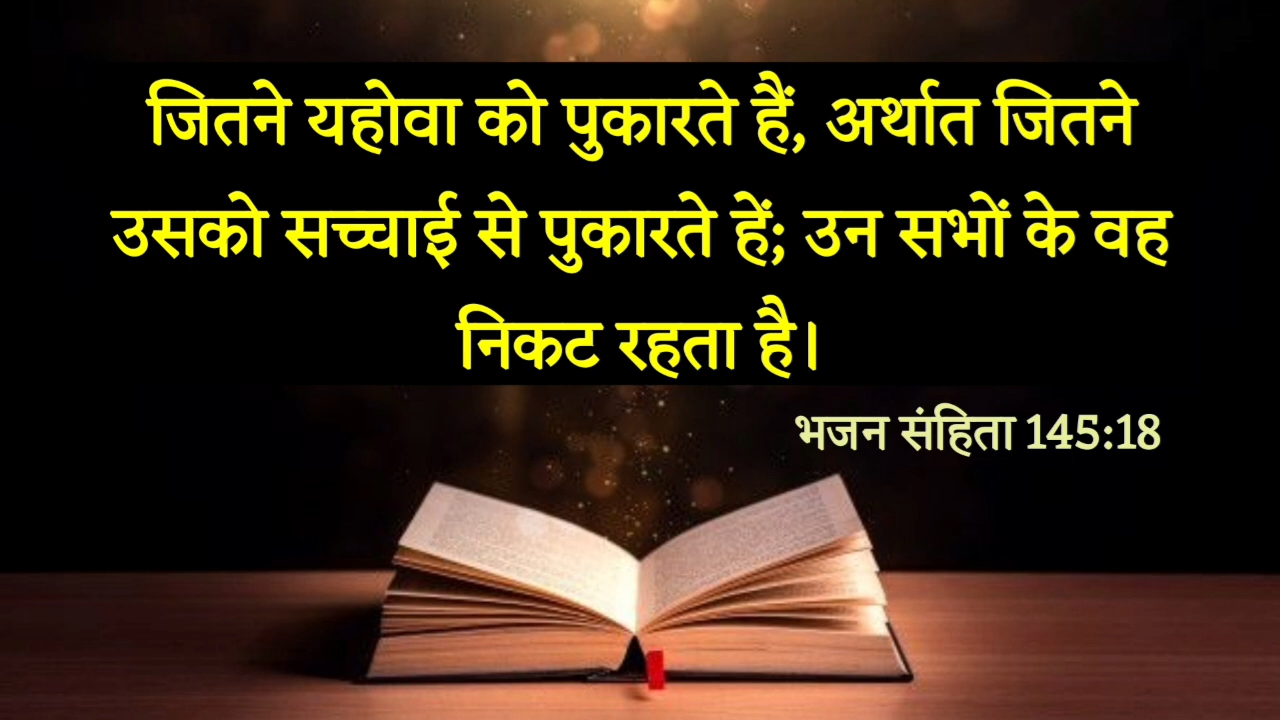 जितने यहोवा को पुकारते हैं, अर्थात जितने
उसको सच्चाई से पुकारते हें; उन सभों के वह
निकट रहता है।
भजन संहिता 145:18